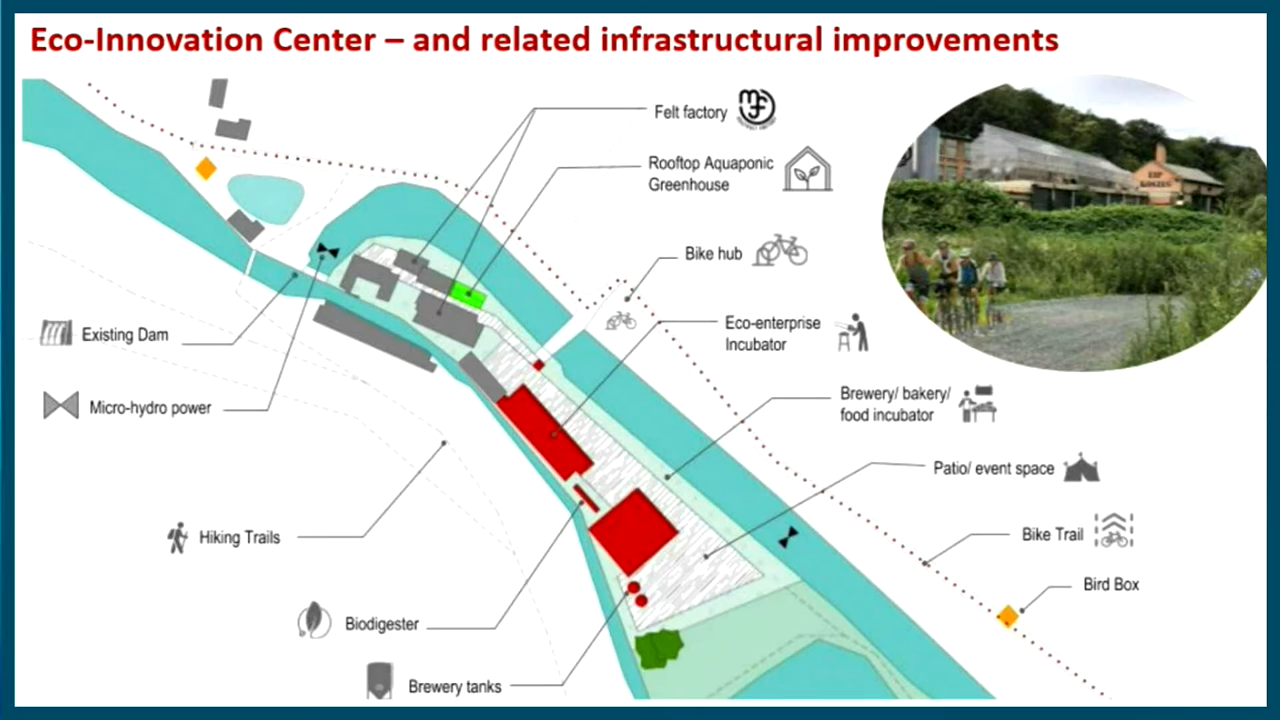 Eco-Innovation Center – and related infrastructural improvements
Felt factory
Rooftop Aquaponic
Greenhouse
Bike hub
Eco-enterprise
Incubator
Existing Dam
Brewery/ bakery/
food incubator
Micro-hydro power
Patio/ event space
Hiking Trails
Bike Trail
Bird Box
Biodigester
Brewery tanks